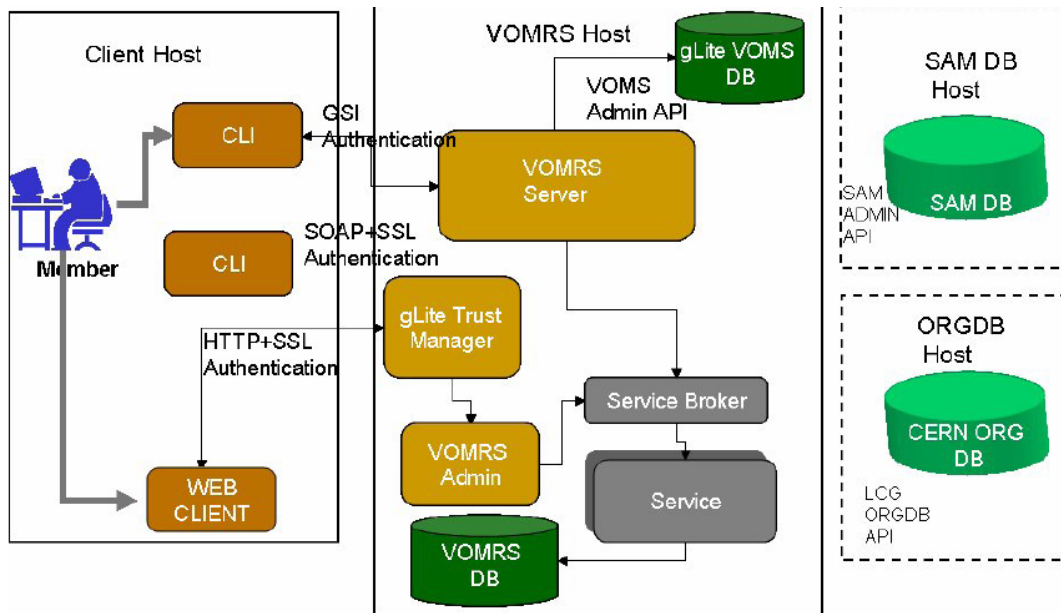 Client Host
VOMRS Host
gLite VOMS
DB
VOMS
Admin API
SAM DB
Host
GSI
Authentication
CLI
VOMRS
Server
SAM
ADMIN
API
SAM DB
SOAP+SSL
Authentication
CLI
Member
gLite Trust
Manager
HTTP+SSL
Authentication
ORGDB
Host
Service Broker
CERN ORG
DB
VOMRS
Admin
WEB
CLIENT
Service
LCG
ORGDB
API
VOMRS
DB